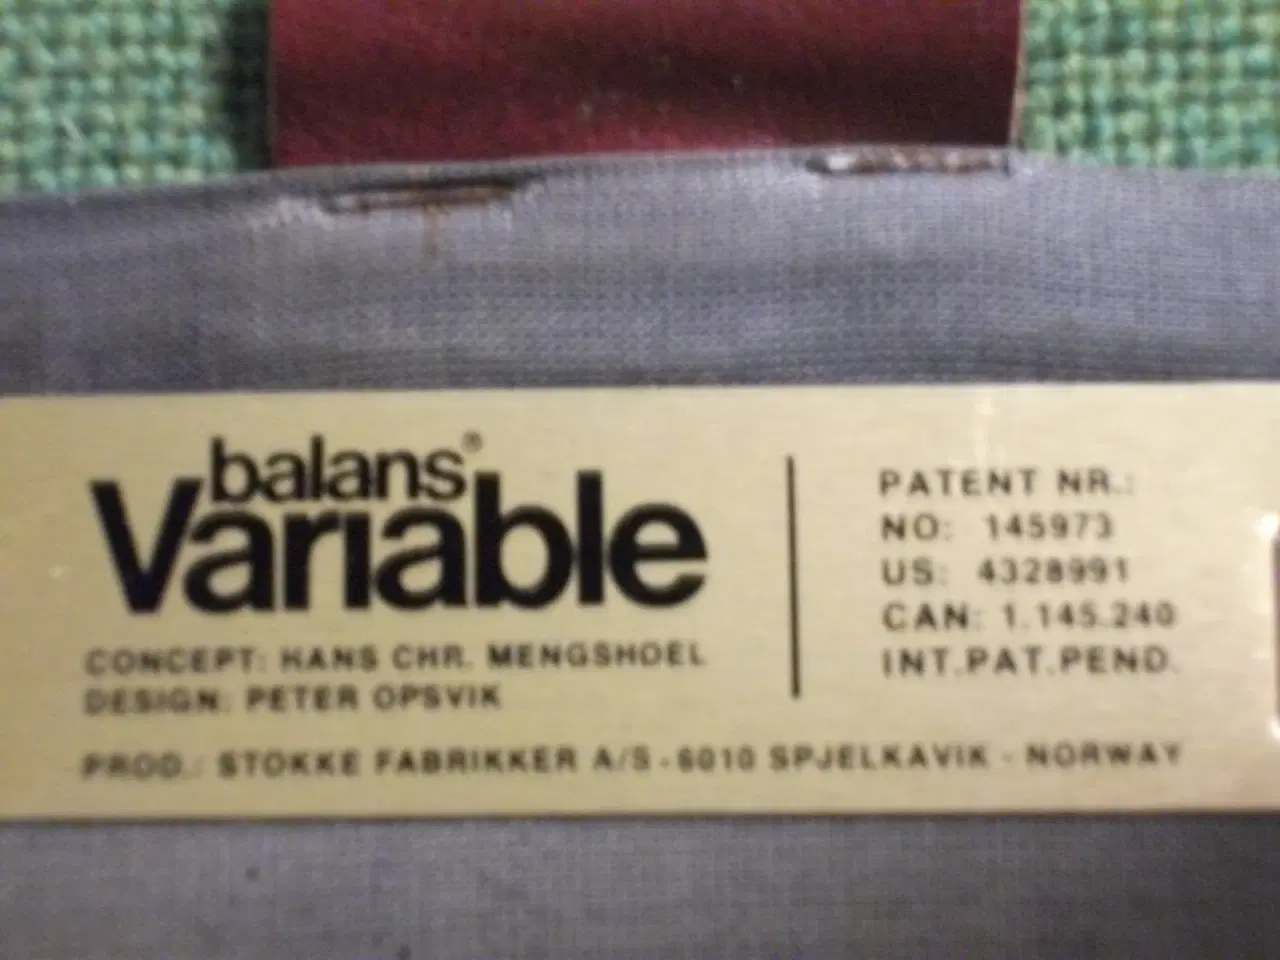 balans®
Variable
CONCEPT: HANS CHR. MENGSHOEL
DESIGN: PETER OPSVIK
PATENT NR.:
NO: 145973
US: 4328991
CAN: 1.145.240
INT.PAT.PEND.
PROD.: STOKKE FABRIKKER A/S - 6010 SPJELKAVIK - NORWAY